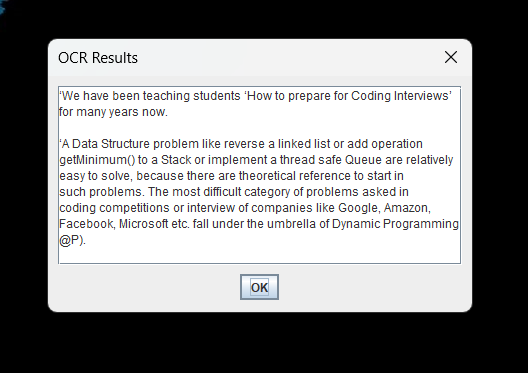 OCR Results
‘We have been teaching students ‘How to prepare for Coding Interviews’
for many years now.
‘A Data Structure problem like reverse a linked list or add operation
getMinimum() to a Stack or implement a thread safe Queue are relatively
easy to solve, because there are theoretical reference to start in
such problems. The most difficult category of problems asked in
coding competitions or interview of companies like Google, Amazon,
Facebook, Microsoft etc. fall under the umbrella of Dynamic Programming
@P).
OK